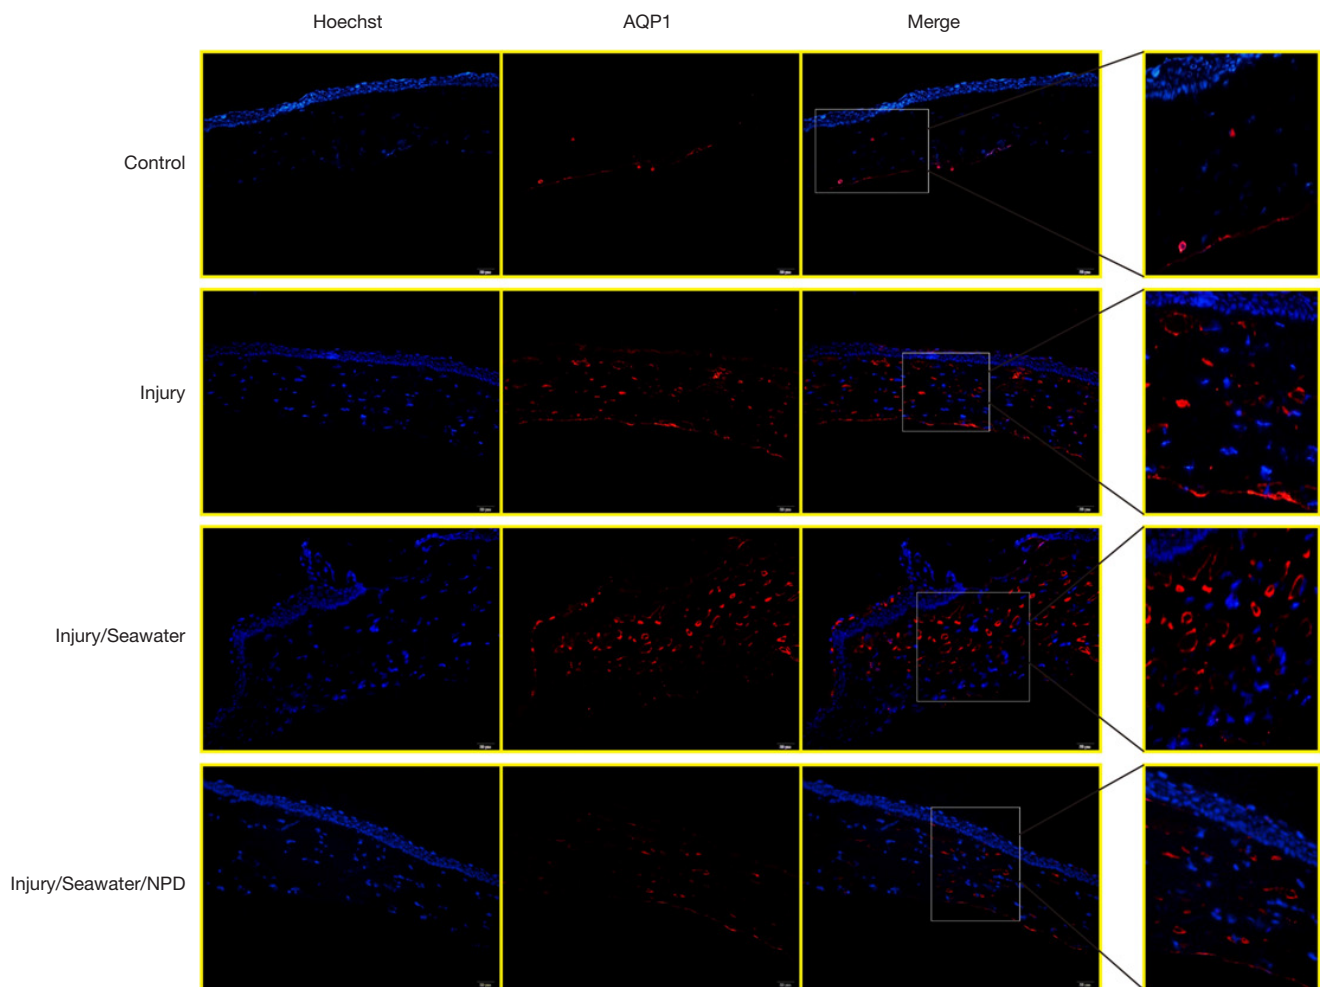 Hoechst
AQP1
Merge
Control
Injury
Injury/Seawater
Injury/Seawater/NPD